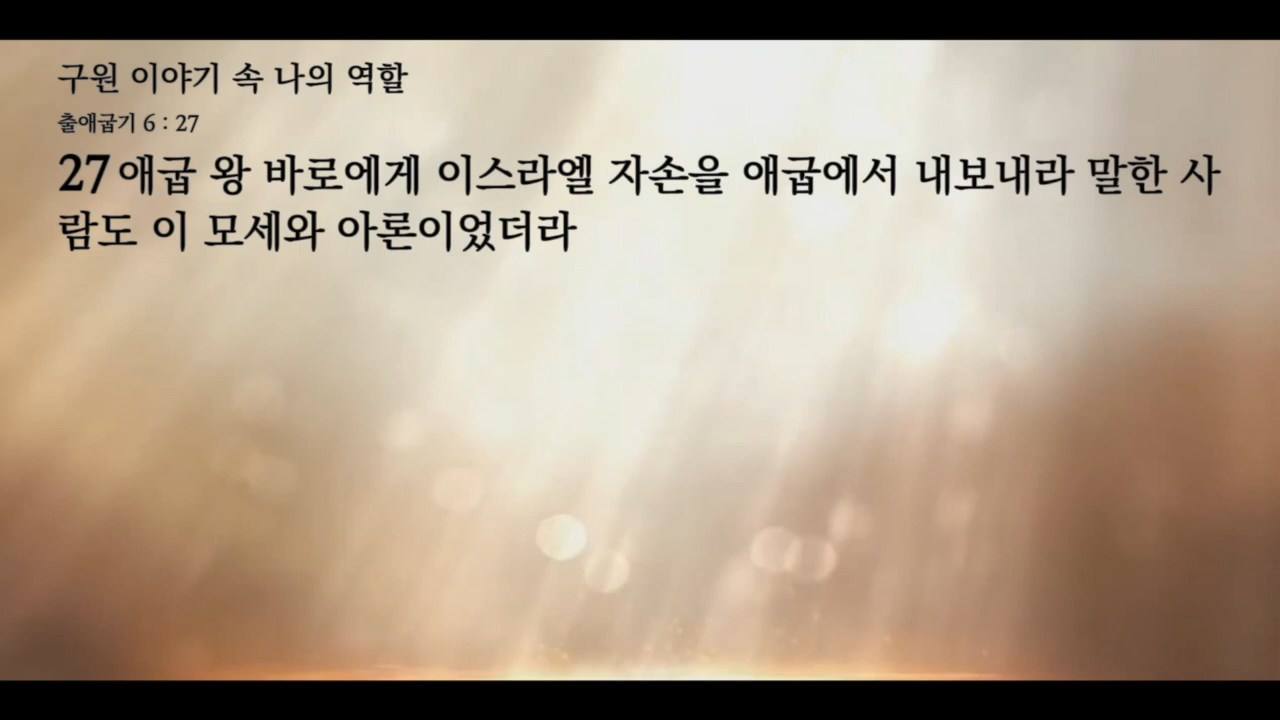 구원 이야기 속 나의 역할
출애굽기 6 : 27
27 애굽 왕 바로에게 이스라엘 자손을 애굽에서 내보내라 말한 사
람도 이 모세와 아론이었더라